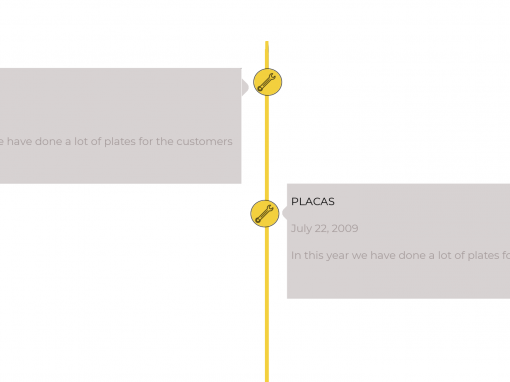 have done a lot of plates for the customers
PLACAS
July 22, 2009
In this year we have done a lot of plates